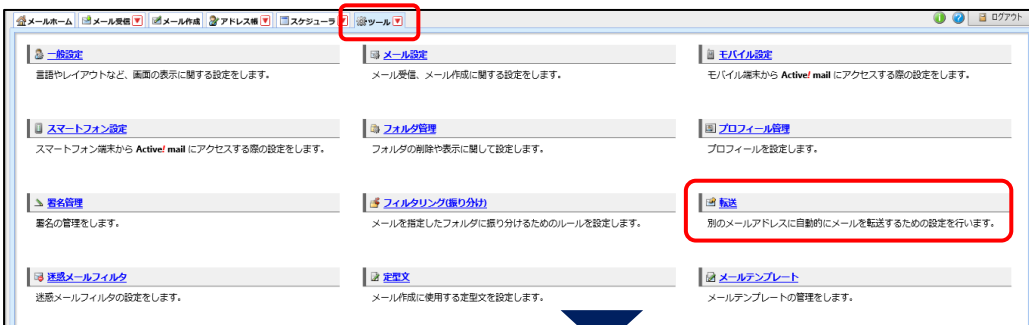 メールホーム メール受信 メール作成 アドレス帳 スケジューラ ツール ログアウト
一般設定 メール設定 モバイル設定
言語やレイアウトなど、画面の表示に関する設定をします。 メール受信、メール作成に関する設定をします。 モバイル端末から Active! mail にアクセスする際の設定をします。
スマートフォン設定 フォルダ管理 プロフィール管理
スマートフォン端末から Active! mail にアクセスする際の設定をします。 フォルダの削除や表示に関して設定します。 プロフィールを設定します。
署名管理 フィルタリング(振り分け) 転送
署名の管理をします。 メールを指定したフォルダに振り分けるためのルールを設定します。 別のメールアドレスに自動的にメールを転送するための設定を行います。
迷惑メールフィルタ 定型文 メールテンプレート
迷惑メールフィルタの設定をします。 メール作成に使用する定型文を設定します。 メールテンプレートの管理をします。